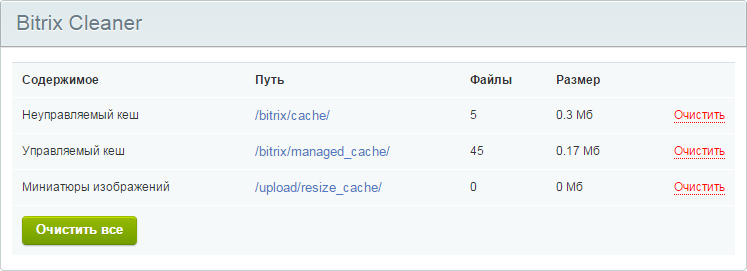 Bitrix Cleaner
Содержимое Путь Файлы Размер
Неуправляемый кеш /bitrix/cache/ 5 0.3 Мб Очистить
Управляемый кеш /bitrix/managed_cache/ 45 0.17 Мб Очистить
Миниатюры изображений /upload/resize_cache/ 0 0 Мб Очистить
Очистить все